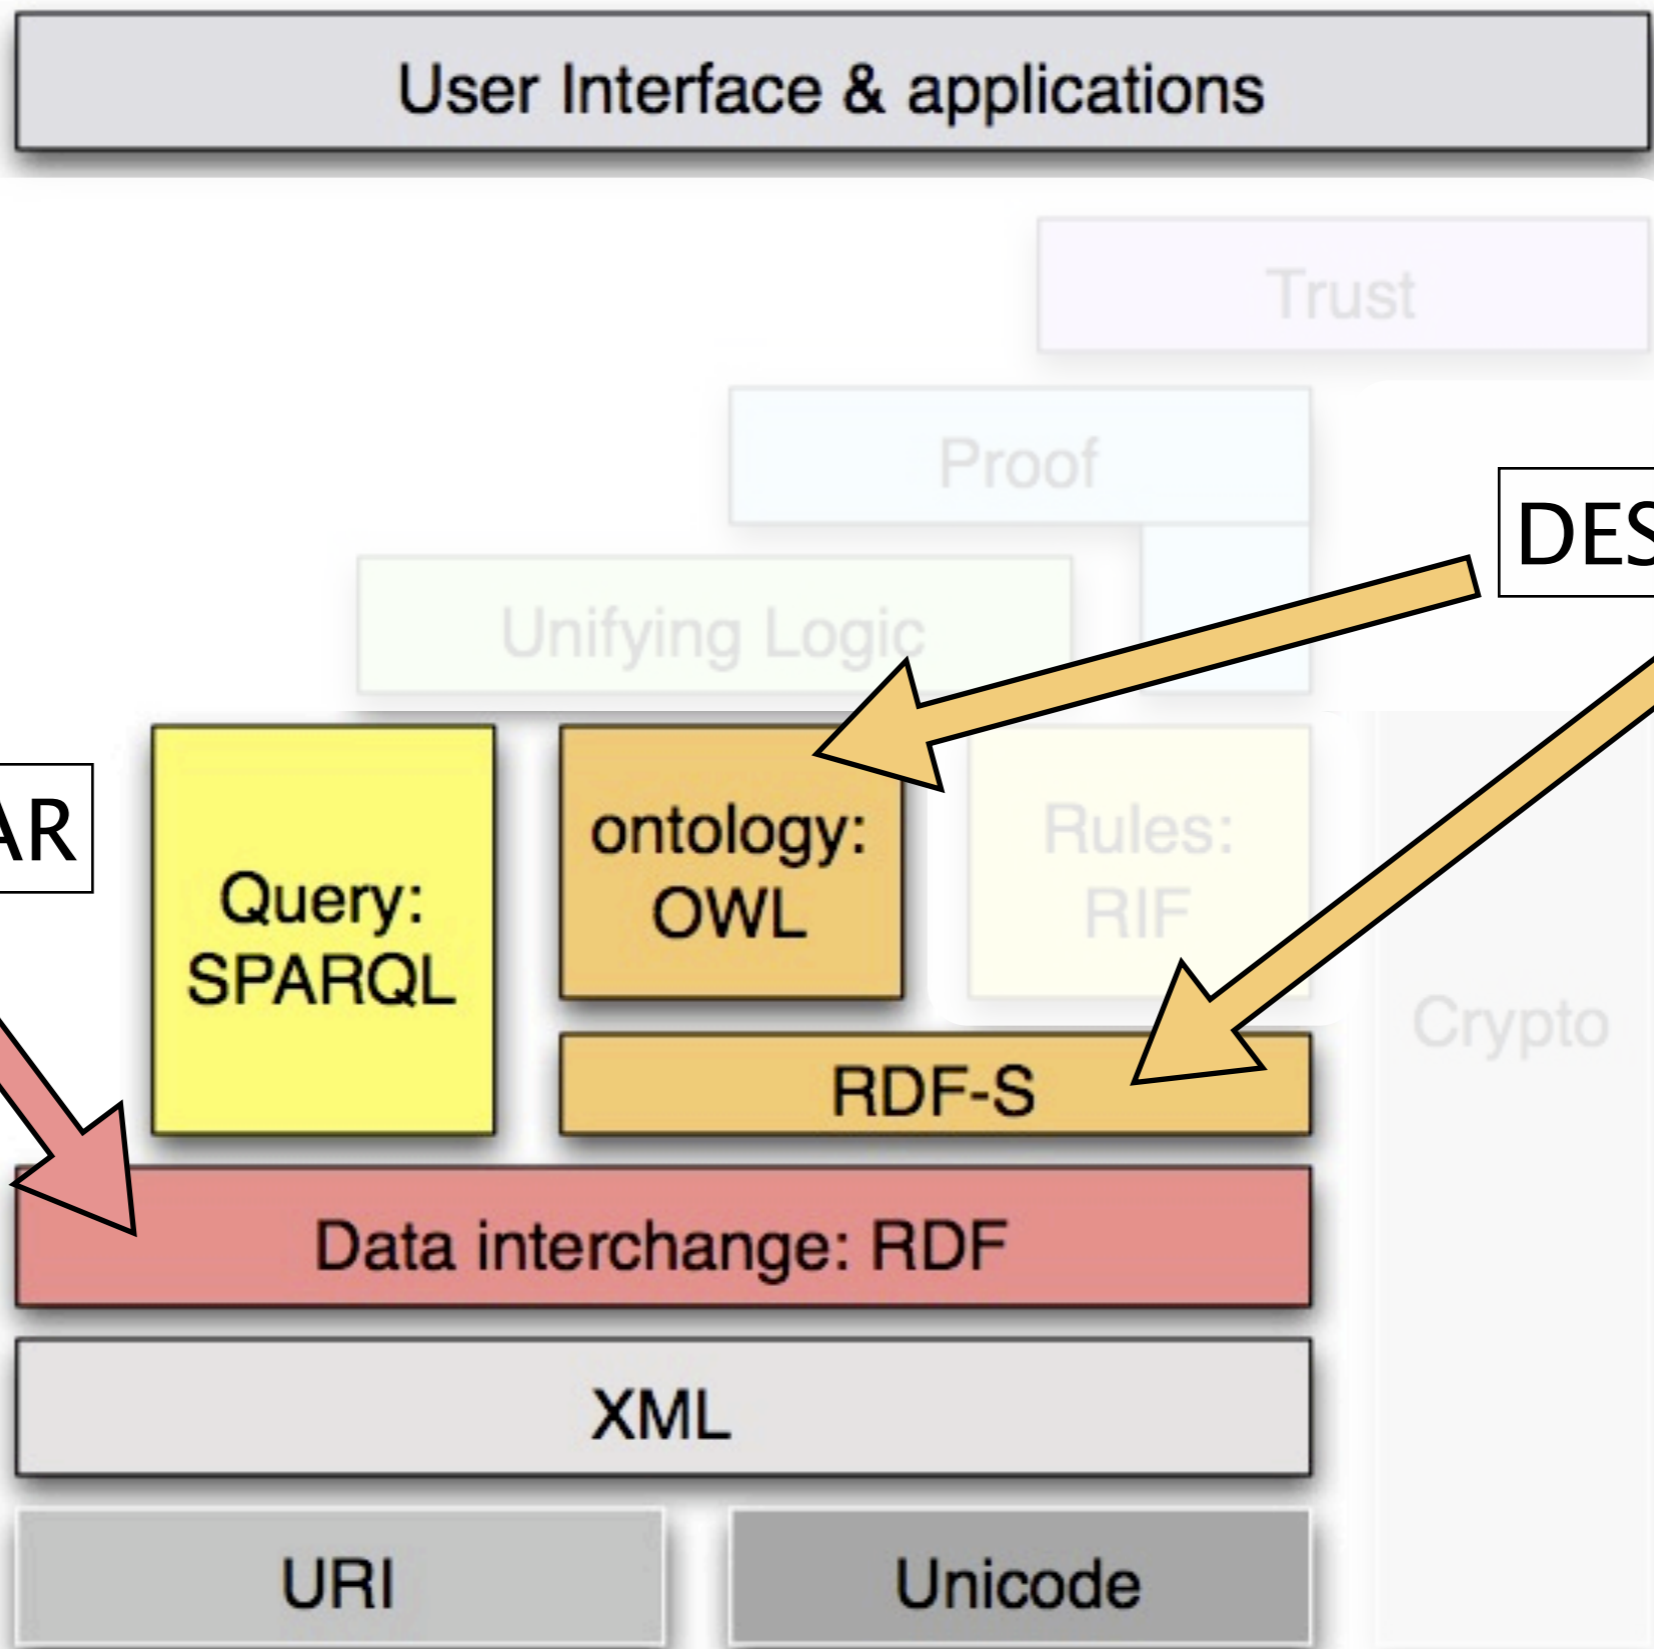 User Interface & applications
Trust
Proof
DES
Unifying Logic
AR
Query:
SPARQL
ontology:
OWL
Rules:
RIF
Crypto
RDF-S
Data interchange: RDF
XML
URI
Unicode